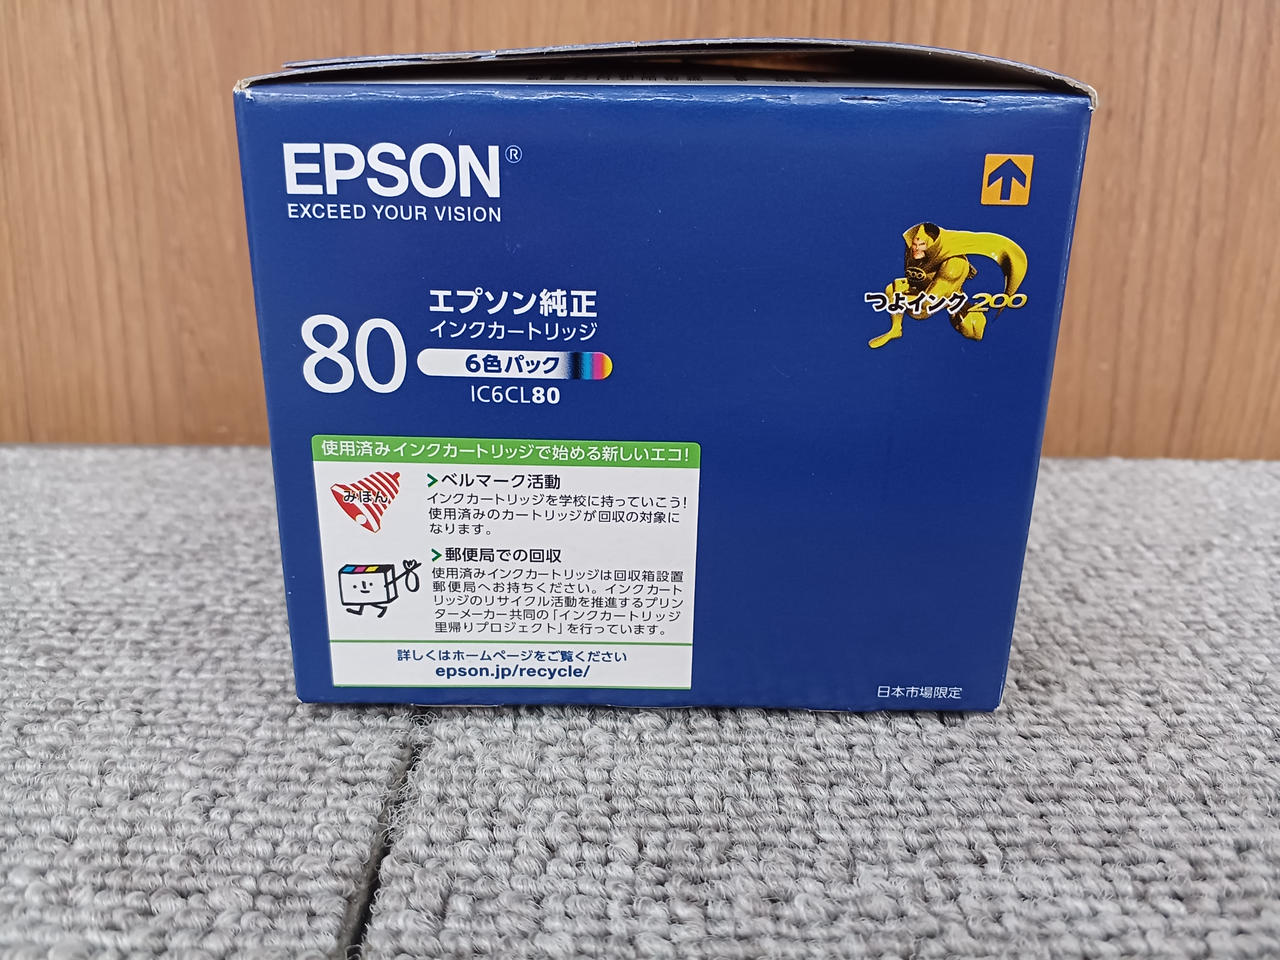 EPSON®
EXCEED YOUR VISION
つよインク200
80
エプソン純正
インクカートリッジ
6色パック
IC6CL80
使用済みインクカートリッジで始める新しいエコ!
みほん
>ベルマーク活動
インクカートリッジを学校に持っていこう!
使用済みのカートリッジが回収の対象に
なります。
>郵便局での回収
使用済みインクカートリッジは回収箱設置
郵便局へお持ちください。インクカート
リッジのリサイクル活動を推進するプリン
ターメーカー共同の「インクカートリッジ
里帰りプロジェクト」を行っています。
詳しくはホームページをご覧ください
epson.jp/recycle/
日本市場限定